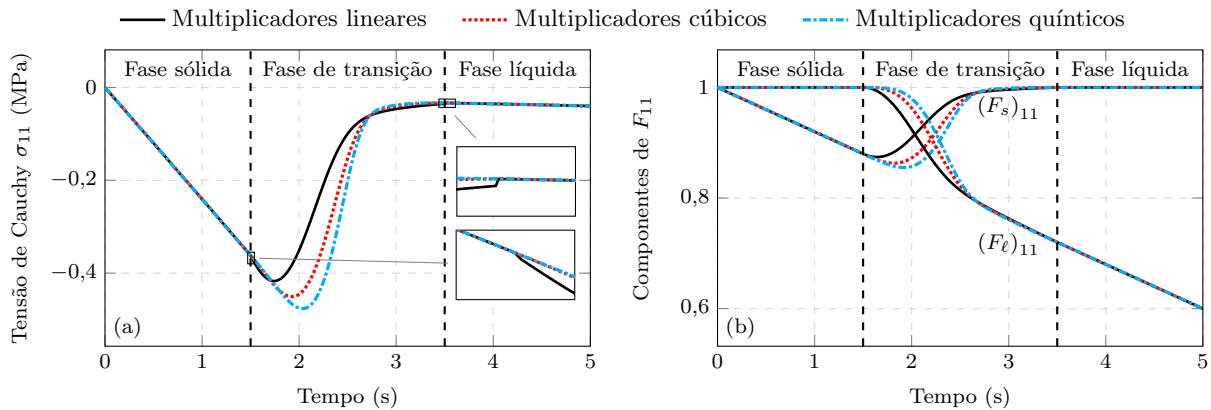 Multiplicadores lineares Multiplicadores cúbicos Multiplicadores quínticos
Tensão de Cauchy σ11 (MPa)
Fase sólida Fase de transição Fase líquida
0
−0,2
−0,4
(a)
0 1 2 3 4 5
Tempo (s)
Componentes de F11
Fase sólida Fase de transição Fase líquida
1
0,8
0,6
(Fs)11
(Fℓ)11
(b)
0 1 2 3 4 5
Tempo (s)